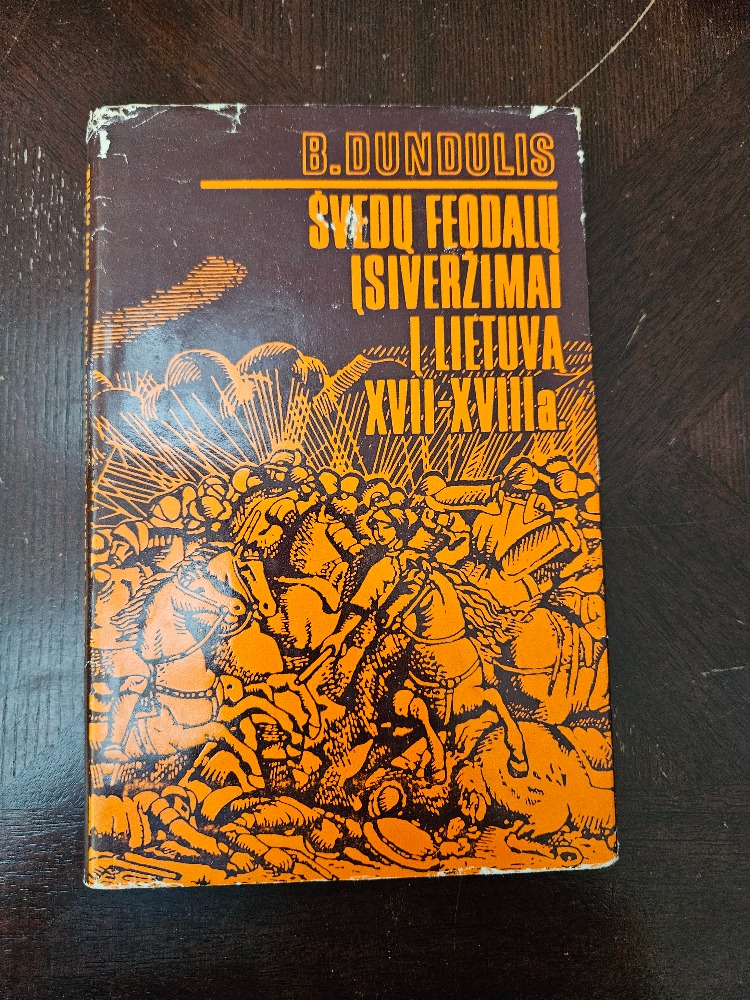 B.DUNDULIS
ŠVEDŲ FEODALŲ
ĮSIVERŽIMAI
Į LIETUVĄ
XVII-XVIIIa.